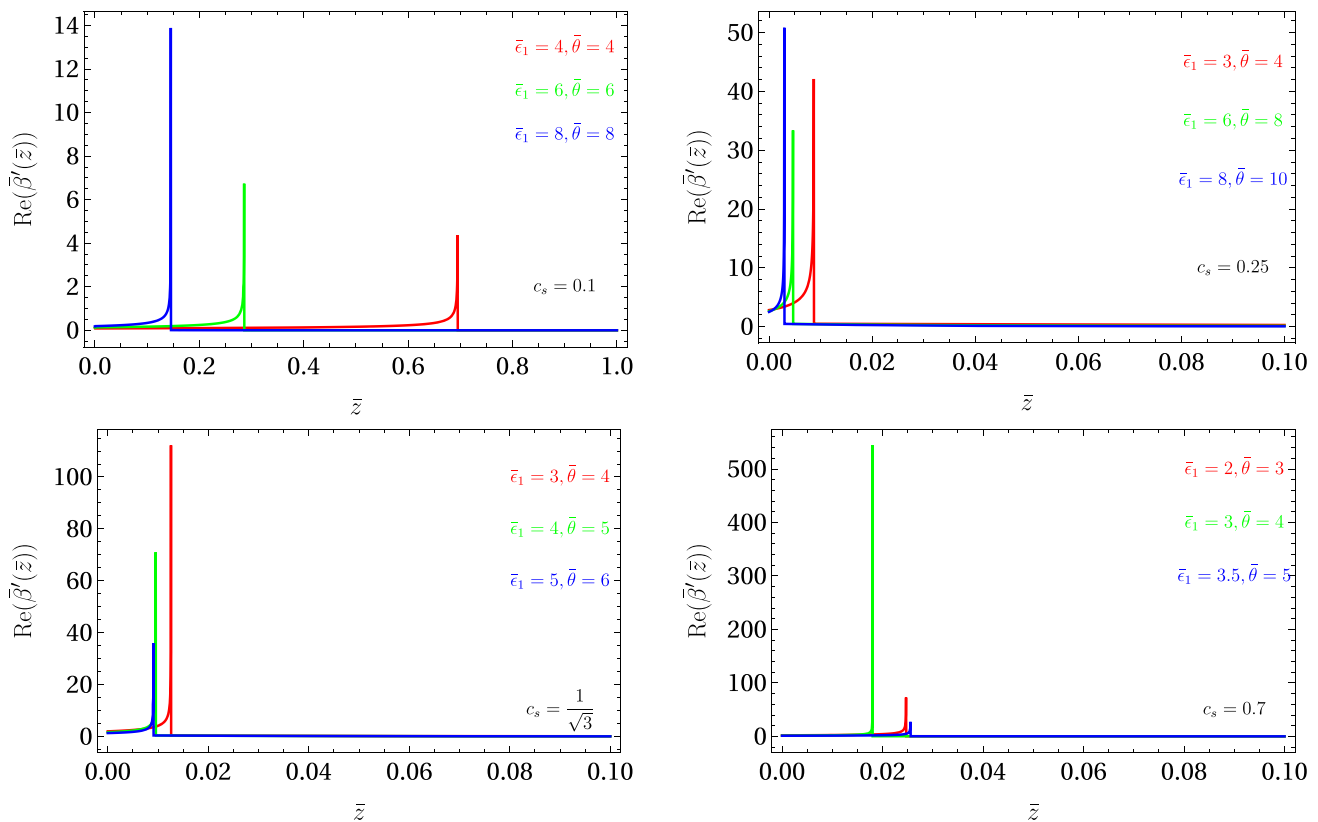 Re(β̄′(z̄))
14
12
10
8
6
4
2
0
ε̄₁ = 4, θ̄ = 4
ε̄₁ = 6, θ̄ = 6
ε̄₁ = 8, θ̄ = 8
c_s = 0.1
0.0 0.2 0.4 0.6 0.8 1.0
z̄
Re(β̄′(z̄))
50
40
30
20
10
0
ε̄₁ = 3, θ̄ = 4
ε̄₁ = 6, θ̄ = 8
ε̄₁ = 8, θ̄ = 10
c_s = 0.25
0.00 0.02 0.04 0.06 0.08 0.10
z̄
Re(β̄′(z̄))
100
80
60
40
20
0
ε̄₁ = 3, θ̄ = 4
ε̄₁ = 4, θ̄ = 5
ε̄₁ = 5, θ̄ = 6
c_s = 1/√3
0.00 0.02 0.04 0.06 0.08 0.10
z̄
Re(β̄′(z̄))
500
400
300
200
100
0
ε̄₁ = 2, θ̄ = 3
ε̄₁ = 3, θ̄ = 4
ε̄₁ = 3.5, θ̄ = 5
c_s = 0.7
0.00 0.02 0.04 0.06 0.08 0.10
z̄